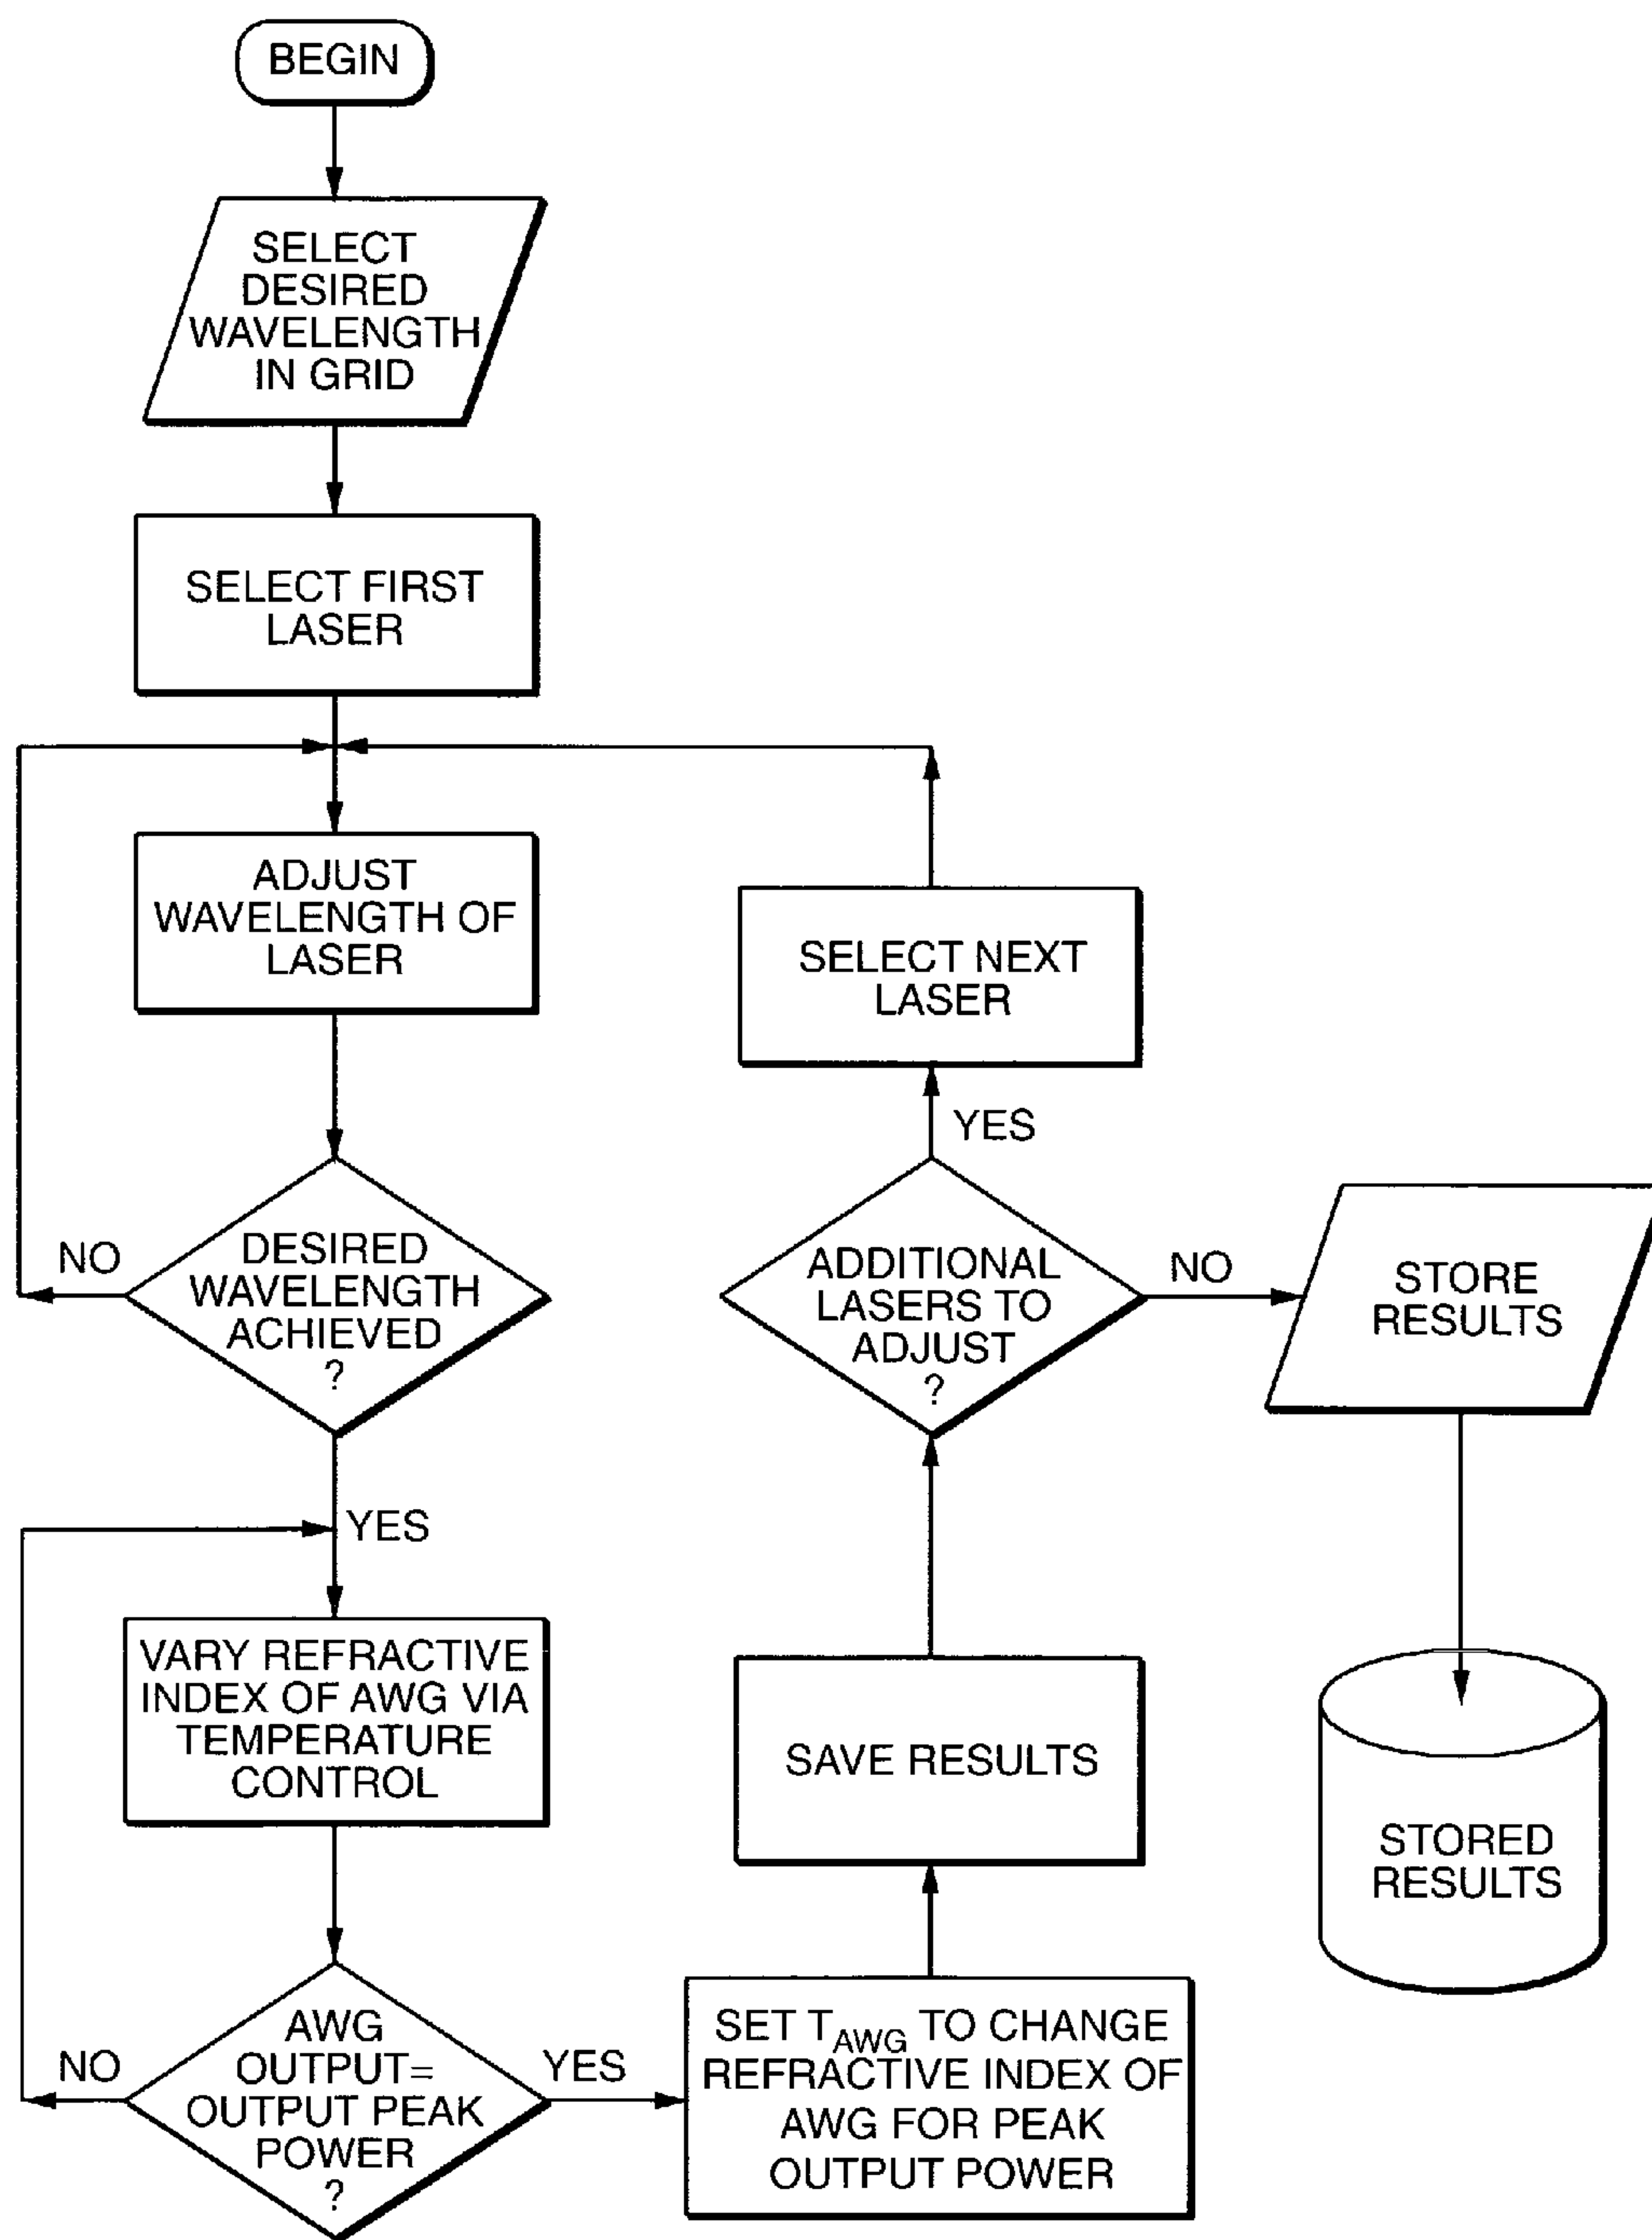 BEGIN
SELECT
DESIRED
WAVELENGTH
IN GRID
SELECT FIRST
LASER
ADJUST
WAVELENGTH OF
LASER
DESIRED
WAVELENGTH
ACHIEVED
?
NO
YES
VARY REFRACTIVE
INDEX OF AWG VIA
TEMPERATURE
CONTROL
AWG
OUTPUT=
OUTPUT PEAK
POWER
?
NO
YES
SET TAWG TO CHANGE
REFRACTIVE INDEX OF
AWG FOR PEAK
OUTPUT POWER
SAVE RESULTS
ADDITIONAL
LASERS TO
ADJUST
?
YES
SELECT NEXT
LASER
NO
STORE
RESULTS
STORED
RESULTS